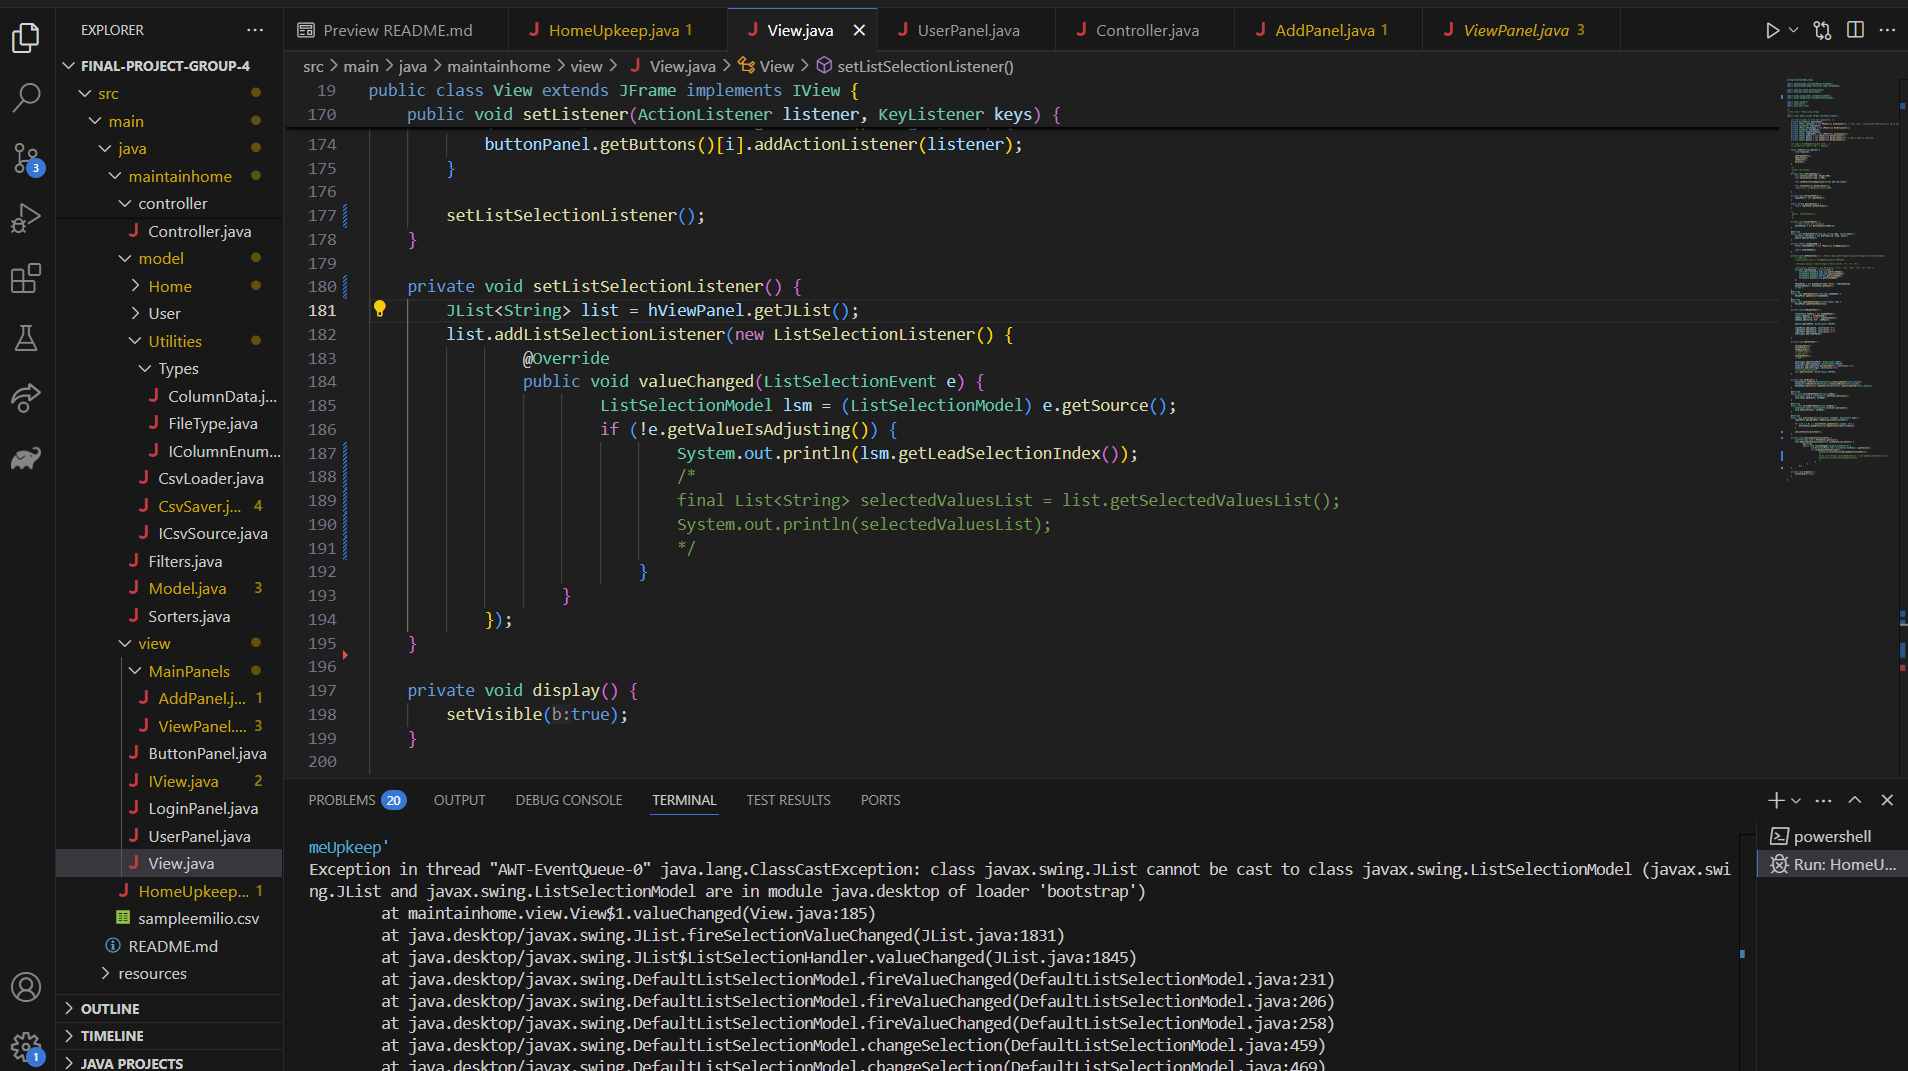 EXPLORER
FINAL-PROJECT-GROUP-4
src
main
java
maintainhome
controller
Controller.java
model
Home
User
Utilities
Types
ColumnData.j...
FileType.java
IColumnEnum...
CsvLoader.java
CsvSaver.j... 4
ICsvSource.java
Filters.java
Model.java 3
Sorters.java
view
MainPanels
AddPanel.j... 1
ViewPanel.... 3
ButtonPanel.java
IView.java 2
LoginPanel.java
UserPanel.java
View.java
HomeUpkeep... 1
sampleemilio.csv
README.md
resources
OUTLINE
TIMELINE
JAVA PROJECTS
3
1
Preview README.md
HomeUpkeep.java 1
View.java
UserPanel.java
Controller.java
AddPanel.java 1
ViewPanel.java 3
src > main > java > maintainhome > view > View.java > View > setListSelectionListener()
19 public class View extends JFrame implements IView {
170 public void setListener(ActionListener listener, KeyListener keys) {
174 buttonPanel.getButtons()[i].addActionListener(listener);
175 }
176
177 setListSelectionListener();
178 }
179
180 private void setListSelectionListener() {
181 JList<String> list = hViewPanel.getJList();
182 list.addListSelectionListener(new ListSelectionListener() {
183 @Override
184 public void valueChanged(ListSelectionEvent e) {
185 ListSelectionModel lsm = (ListSelectionModel) e.getSource();
186 if (!e.getValueIsAdjusting()) {
187 System.out.println(lsm.getLeadSelectionIndex());
188 /*
189 final List<String> selectedValuesList = list.getSelectedValuesList();
190 System.out.println(selectedValuesList);
191 */
192 }
193 }
194 });
195 }
196
197 private void display() {
198 setVisible(b:true);
199 }
200
PROBLEMS 20 OUTPUT DEBUG CONSOLE TERMINAL TEST RESULTS PORTS
meUpkeep'
Exception in thread "AWT-EventQueue-0" java.lang.ClassCastException: class javax.swing.JList cannot be cast to class javax.swing.ListSelectionModel (javax.swi
ng.JList and javax.swing.ListSelectionModel are in module java.desktop of loader 'bootstrap')
at maintainhome.view.View$1.valueChanged(View.java:185)
at java.desktop/javax.swing.JList.fireSelectionValueChanged(JList.java:1831)
at java.desktop/javax.swing.JList$ListSelectionHandler.valueChanged(JList.java:1845)
at java.desktop/javax.swing.DefaultListSelectionModel.fireValueChanged(DefaultListSelectionModel.java:231)
at java.desktop/javax.swing.DefaultListSelectionModel.fireValueChanged(DefaultListSelectionModel.java:206)
at java.desktop/javax.swing.DefaultListSelectionModel.fireValueChanged(DefaultListSelectionModel.java:258)
at java.desktop/javax.swing.DefaultListSelectionModel.changeSelection(DefaultListSelectionModel.java:459)
at java.desktop/javax.swing.DefaultListSelectionModel.changeSelection(DefaultListSelectionModel.java:469)
powershell
Run: HomeU...